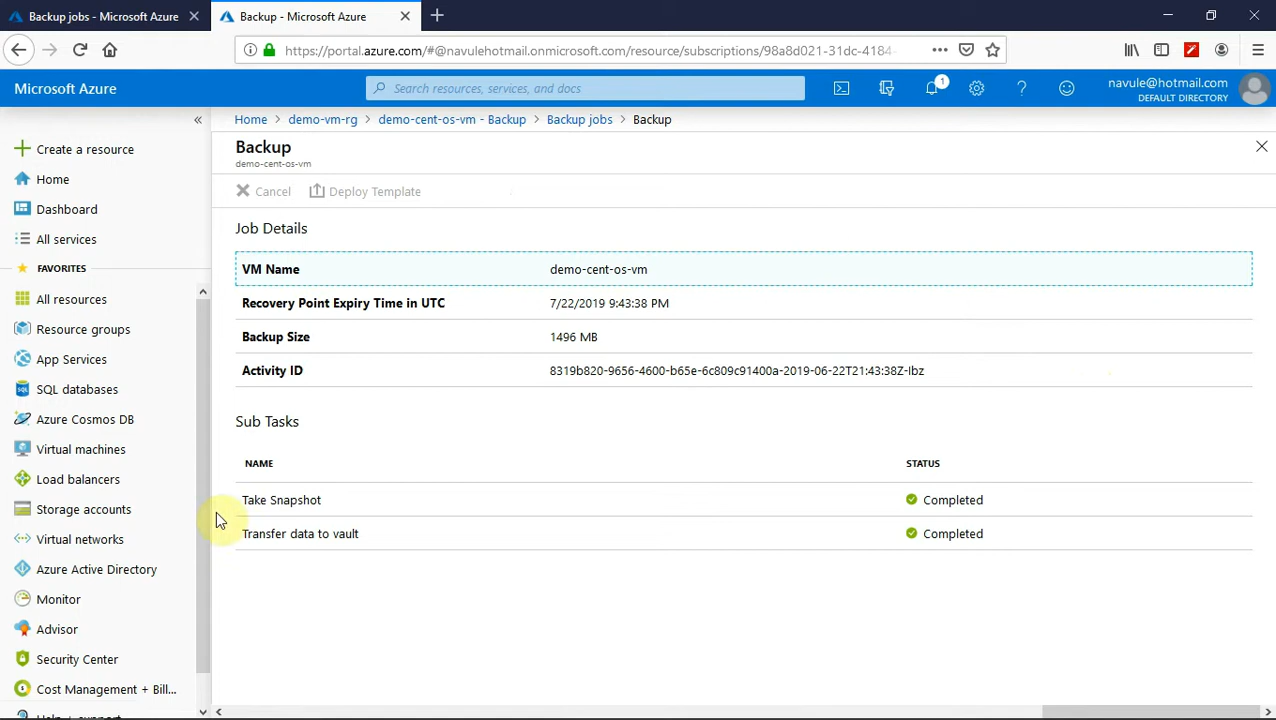 Backup jobs - Microsoft Azure
Backup - Microsoft Azure
https://portal.azure.com/#@navulehotmail.onmicrosoft.com/resource/subscriptions/98a8d021-31dc-4184-
Microsoft Azure
Search resources, services, and docs
1
navule@hotmail.com
DEFAULT DIRECTORY
Home > demo-vm-rg > demo-cent-os-vm - Backup > Backup jobs > Backup
Backup
demo-cent-os-vm
Cancel
Deploy Template
Create a resource
Home
Dashboard
All services
FAVORITES
All resources
Resource groups
App Services
SQL databases
Azure Cosmos DB
Virtual machines
Load balancers
Storage accounts
Virtual networks
Azure Active Directory
Monitor
Advisor
Security Center
Cost Management + Bill...
Help + support
Job Details
VM Name demo-cent-os-vm
Recovery Point Expiry Time in UTC 7/22/2019 9:43:38 PM
Backup Size 1496 MB
Activity ID 8319b820-9656-4600-b65e-6c809c91400a-2019-06-22T21:43:38Z-Ibz
Sub Tasks
NAME STATUS
Take Snapshot Completed
Transfer data to vault Completed